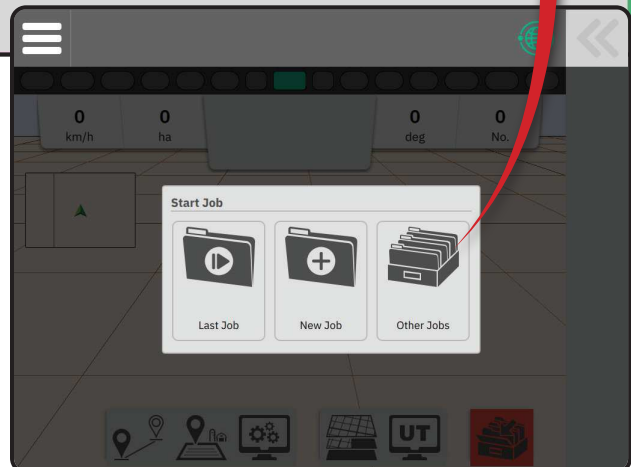 0 0 0 0
km/h ha deg No.
Start Job
Last Job New Job Other Jobs
UT